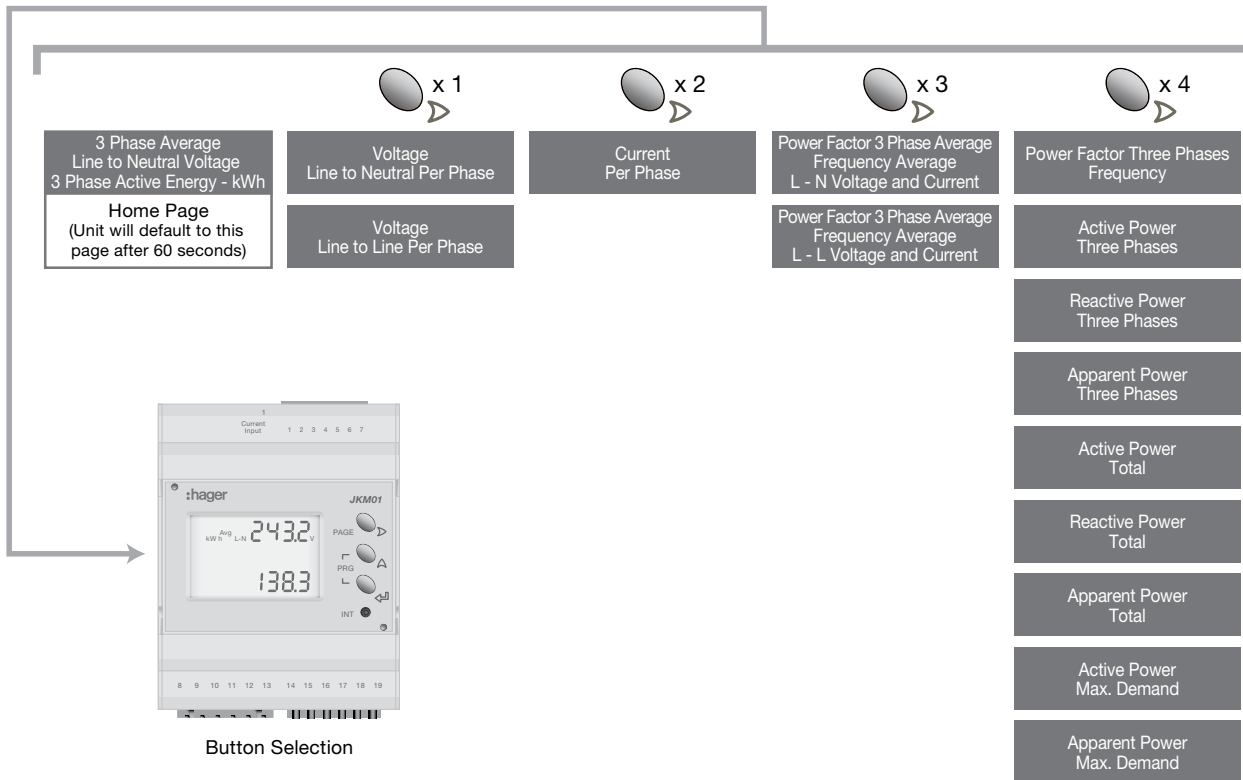 x 1
x 2
x 3
x 4
3 Phase Average
Line to Neutral Voltage
3 Phase Active Energy - kWh
Home Page
(Unit will default to this
page after 60 seconds)
Voltage
Line to Neutral Per Phase
Voltage
Line to Line Per Phase
Current
Per Phase
Power Factor 3 Phase Average
Frequency Average
L - N Voltage and Current
Power Factor 3 Phase Average
Frequency Average
L - L Voltage and Current
Power Factor Three Phases
Frequency
Active Power
Three Phases
Reactive Power
Three Phases
Apparent Power
Three Phases
Active Power
Total
Reactive Power
Total
Apparent Power
Total
Active Power
Max. Demand
Apparent Power
Max. Demand
1
Current
Input
1 2 3 4 5 6 7
:hager
JKM01
Avg
kWh L-N 243.2 V
138.3
PAGE
PRG
INT
8 9 10 11 12 13 14 15 16 17 18 19
Button Selection